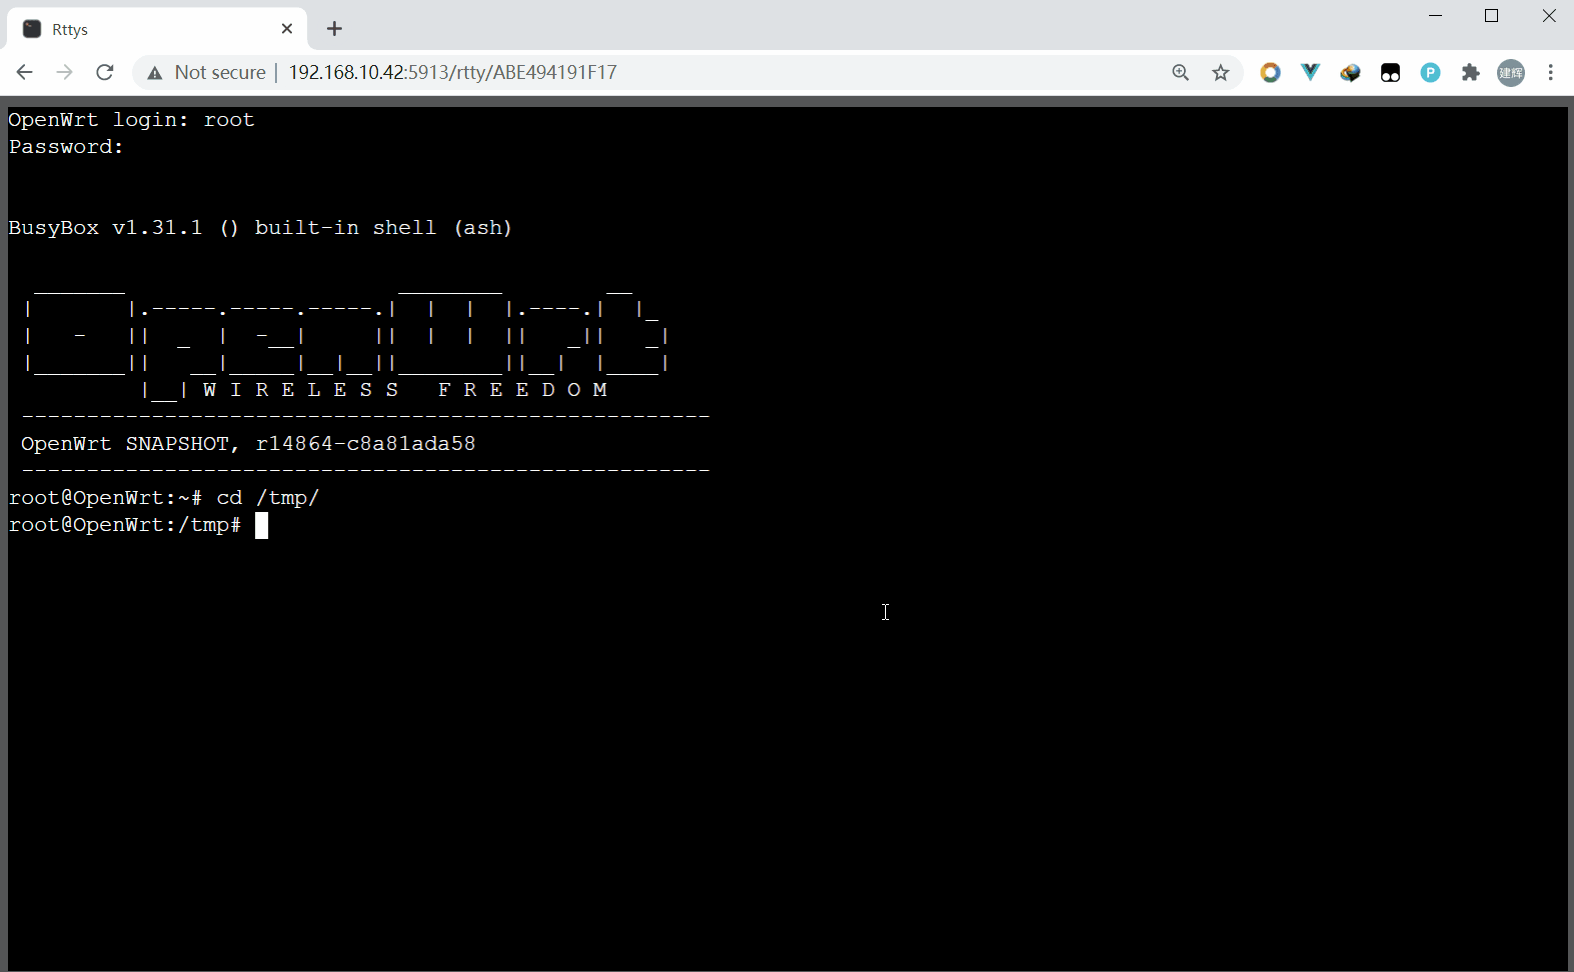 Rttys
Not secure | 192.168.10.42:5913/rtty/ABE494191F17
P
建辉
OpenWrt login: root
Password:
BusyBox v1.31.1 () built-in shell (ash)
  _______                     ________        __
 |       |.-----.-----.-----.|  |  |  |.----.|  |_
 |   -   ||  _  |  -__|     ||  |  |  ||   _||   _|
 |_______||   __|_____|__|__||________||__|  |____|
          |__| W I R E L E S S   F R E E D O M
 -----------------------------------------------------
 OpenWrt SNAPSHOT, r14864-c8a81ada58
 -----------------------------------------------------
root@OpenWrt:~# cd /tmp/
root@OpenWrt:/tmp#